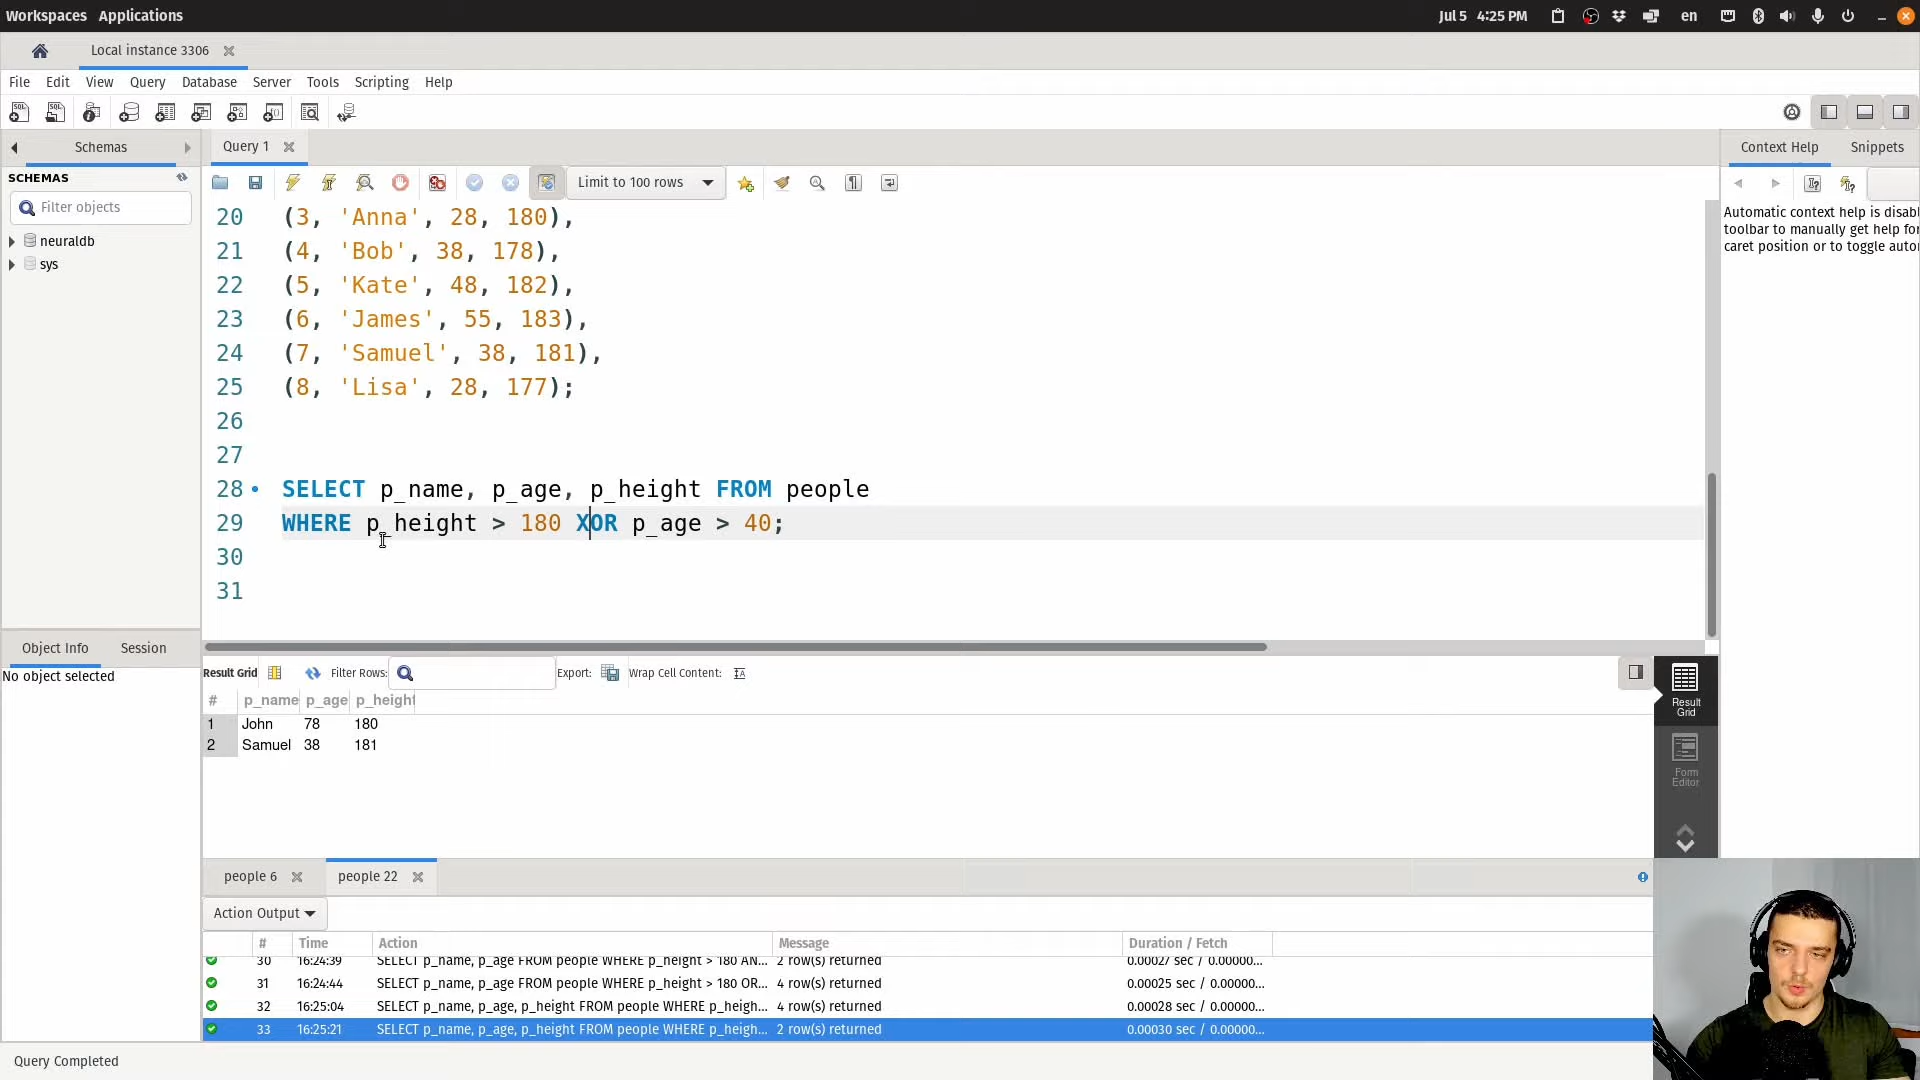 Workspaces Applications
Jul 5 4:25 PM en
Local instance 3306
File Edit View Query Database Server Tools Scripting Help
Schemas
Query 1
Context Help Snippets
SCHEMAS
Limit to 100 rows
Filter objects
neuraldb
sys
Automatic context help is disabl
toolbar to manually get help for
caret position or to toggle auto
20 (3, 'Anna', 28, 180),
21 (4, 'Bob', 38, 178),
22 (5, 'Kate', 48, 182),
23 (6, 'James', 55, 183),
24 (7, 'Samuel', 38, 181),
25 (8, 'Lisa', 28, 177);
26
27
28 SELECT p_name, p_age, p_height FROM people
29 WHERE p_height > 180 XOR p_age > 40;
30
31
Object Info Session
No object selected
Result Grid Filter Rows: Export: Wrap Cell Content:
# p_name p_age p_height
1 John 78 180
2 Samuel 38 181
Result
Grid
Form
Editor
people 6 people 22
Action Output
# Time Action Message Duration / Fetch
30 16:24:39 SELECT p_name, p_age FROM people WHERE p_height > 180 AN... 2 row(s) returned 0.00027 sec / 0.00000...
31 16:24:44 SELECT p_name, p_age FROM people WHERE p_height > 180 OR... 4 row(s) returned 0.00025 sec / 0.00000...
32 16:25:04 SELECT p_name, p_age, p_height FROM people WHERE p_heigh... 4 row(s) returned 0.00028 sec / 0.00000...
33 16:25:21 SELECT p_name, p_age, p_height FROM people WHERE p_heigh... 2 row(s) returned 0.00030 sec / 0.00000...
Query Completed